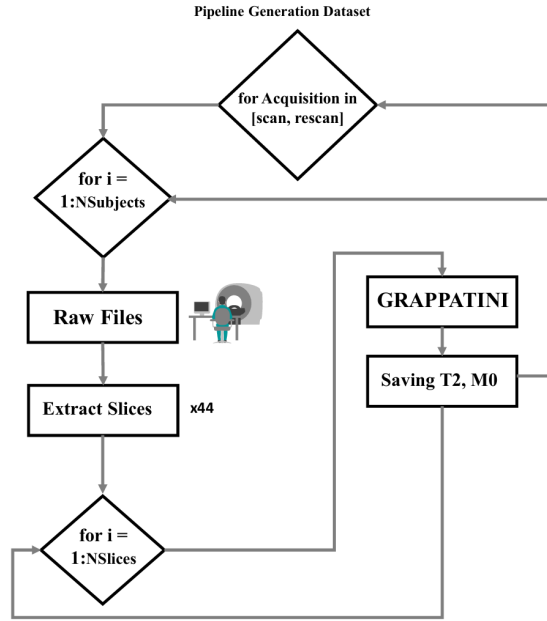 Pipeline Generation Dataset
for Acquisition in
[scan, rescan]
for i =
1:NSubjects
Raw Files
Extract Slices
x44
for i =
1:NSlices
GRAPPATINI
Saving T2, M0